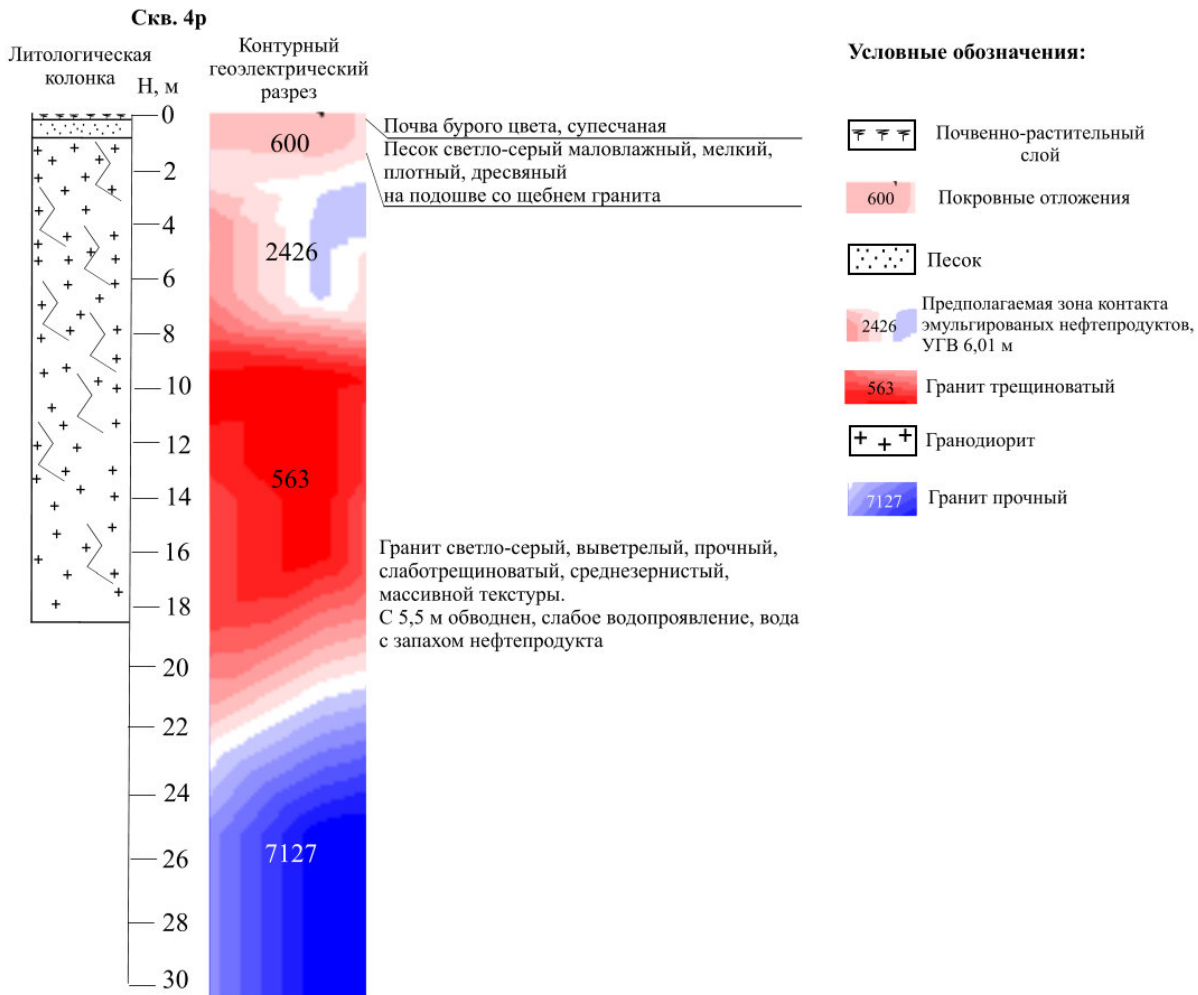 Скв. 4р
Литологическая
колонка
Н, м
Контурный
геоэлектрический
разрез
0
2
4
6
8
10
12
14
16
18
20
22
24
26
28
30
600
2426
563
7127
Почва бурого цвета, супесчаная
Песок светло-серый маловлажный, мелкий,
плотный, дресвяный
на подошве со щебнем гранита
Гранит светло-серый, выветрелый, прочный,
слаботрещиноватый, среднезернистый,
массивной текстуры.
С 5,5 м обводнен, слабое водопроявление, вода
с запахом нефтепродукта
Условные обозначения:
Почвенно-растительный
слой
600
Покровные отложения
Песок
2426
Предполагаемая зона контакта
эмульгированых нефтепродуктов,
УГВ 6,01 м
563
Гранит трещиноватый
Гранодиорит
7127
Гранит прочный